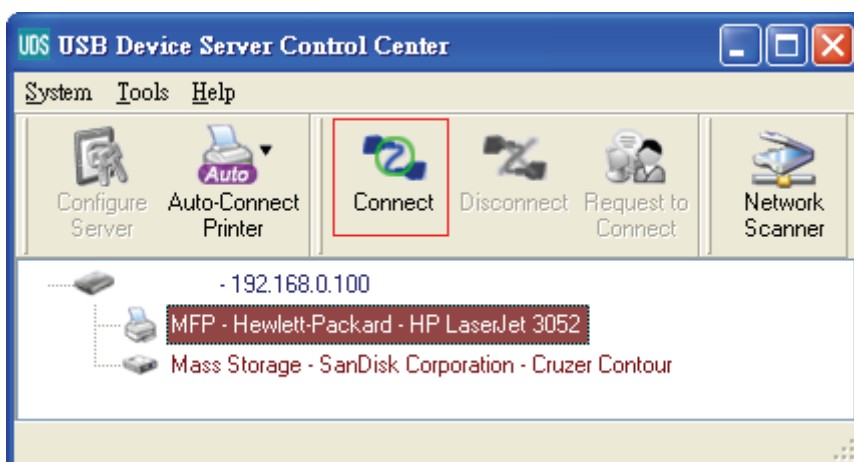 UDS USB Device Server Control Center
System Tools Help
Auto
Configure Server
Auto-Connect Printer
Connect
Disconnect
Request to Connect
Network Scanner
- 192.168.0.100
MFP - Hewlett-Packard - HP LaserJet 3052
Mass Storage - SanDisk Corporation - Cruzer Contour